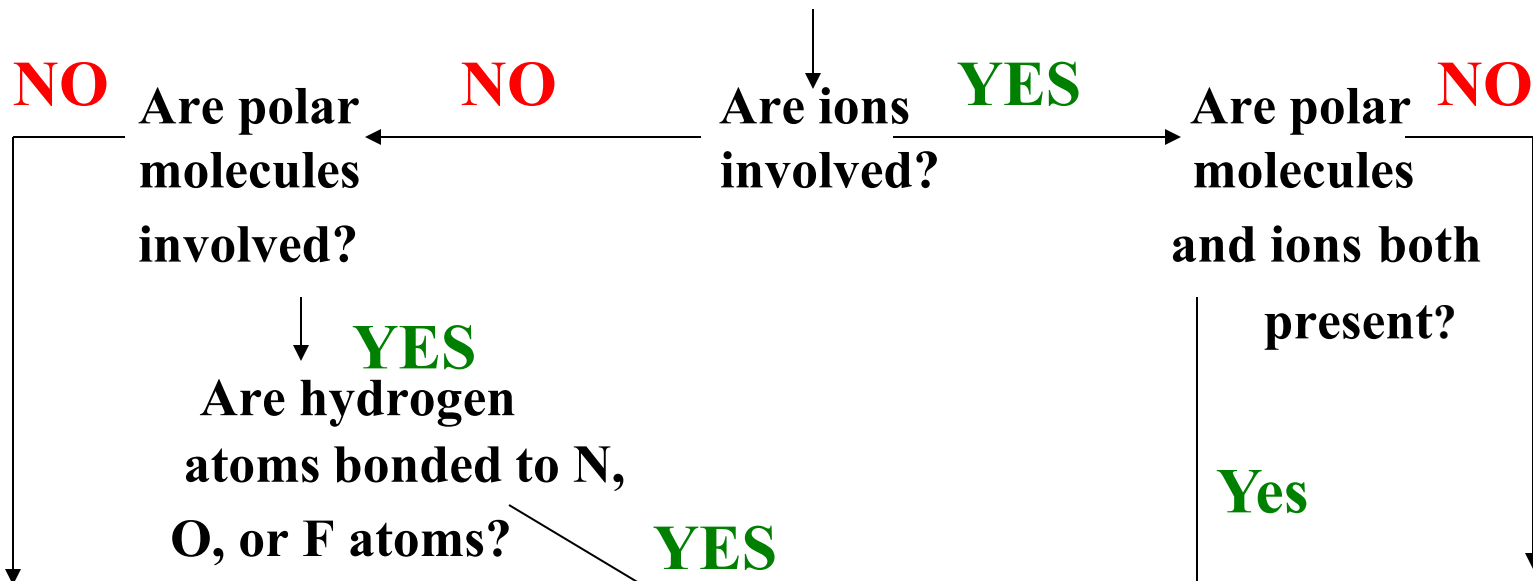 NO
Are polar
molecules
involved?
NO
Are ions
involved?
YES
Are polar
molecules
and ions both
present?
NO
YES
Are hydrogen
atoms bonded to N,
O, or F atoms?
YES
Yes